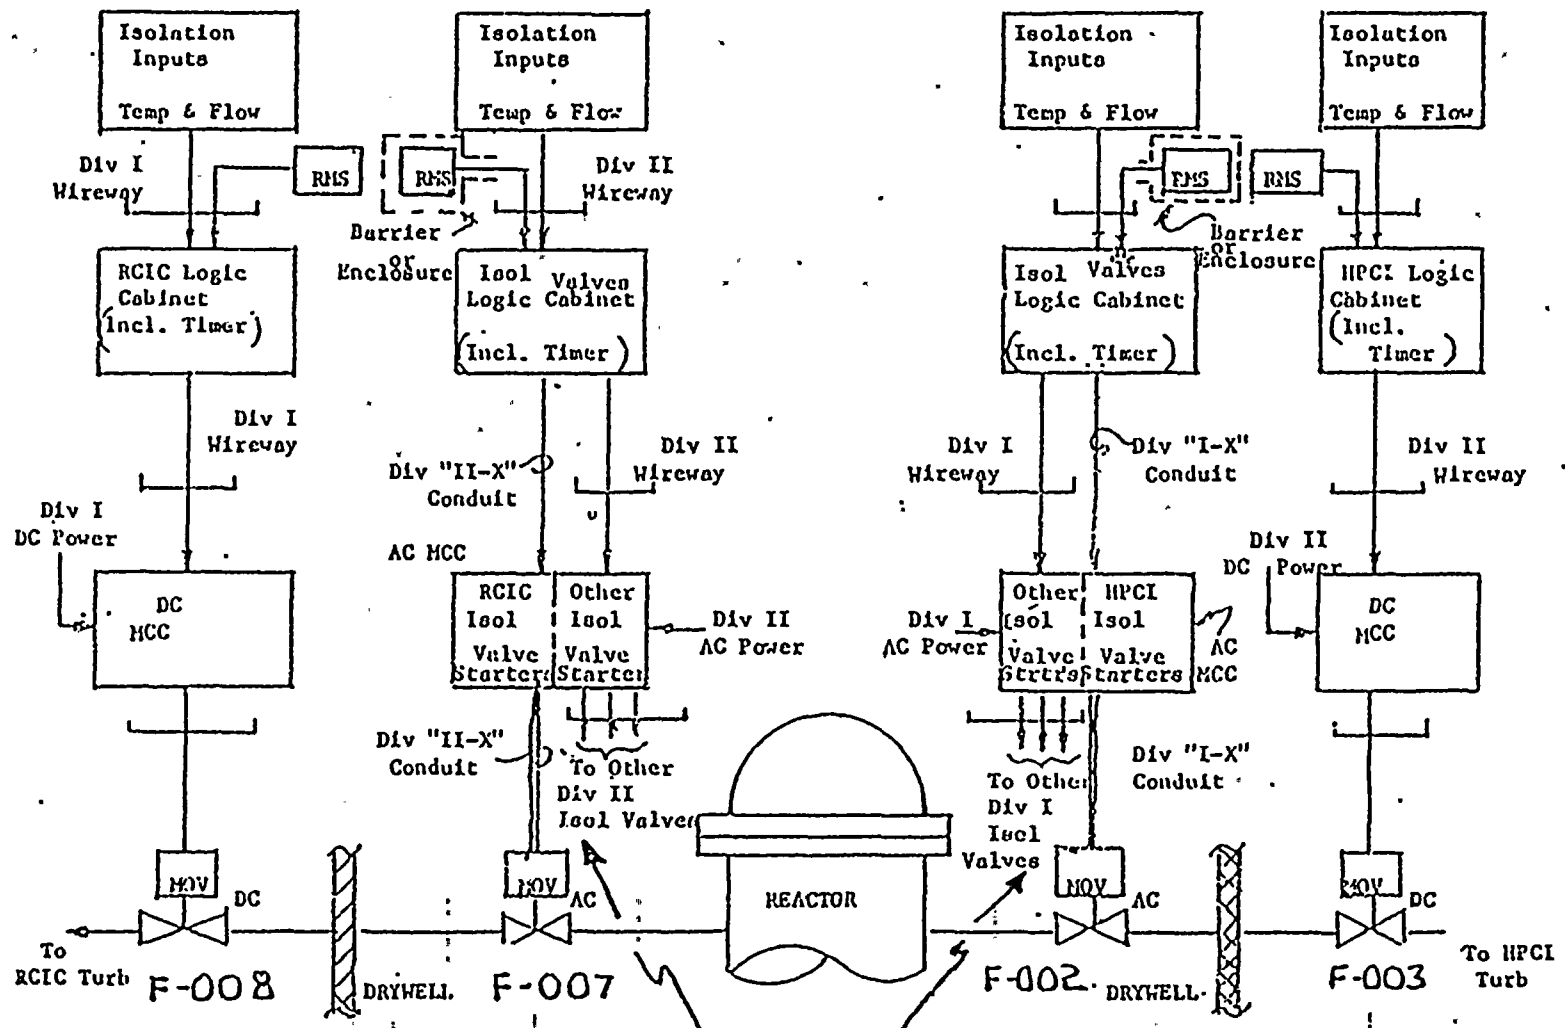 Isolation
Inputs
Temp & Flow
Isolation
Inputs
Temp & Flow
Isolation
Inputs
Temp & Flow
Isolation
Inputs
Temp & Flow
Div I
Wireway
RMS
RMS
Div II
Wireway
RMS
RMS
Barrier
or
Enclosure
Barrier
or
Enclosure
RCIC Logic
Cabinet
(Incl. Timer)
Isol Valves
Logic Cabinet
(Incl. Timer)
Isol Valves
Logic Cabinet
(Incl. Timer)
HPCI Logic
Cabinet
(Incl.
Timer)
Div I
Wireway
Div "II-X"
Conduit
Div II
Wireway
Div I
Wireway
Div "I-X"
Conduit
Div II
Wireway
Div I
DC Power
AC MCC
Div II
DC Power
DC
MCC
RCIC
Isol
Valve
Starters
Other
Isol
Valve
Starter
Div II
AC Power
Div I
AC Power
Other
Isol
Valve
Strtrs
HPCI
Isol
Valve
Starters
AC
MCC
DC
MCC
Div "II-X"
Conduit
To Other
Div II
Isol Valves
To Other
Div I
Isol
Valves
Div "I-X"
Conduit
MOV
DC
MOV
AC
REACTOR
MOV
AC
MOV
DC
To
RCIC Turb
F-008
DRYWELL
F-007
F-002
DRYWELL
F-003
To HPCI
Turb